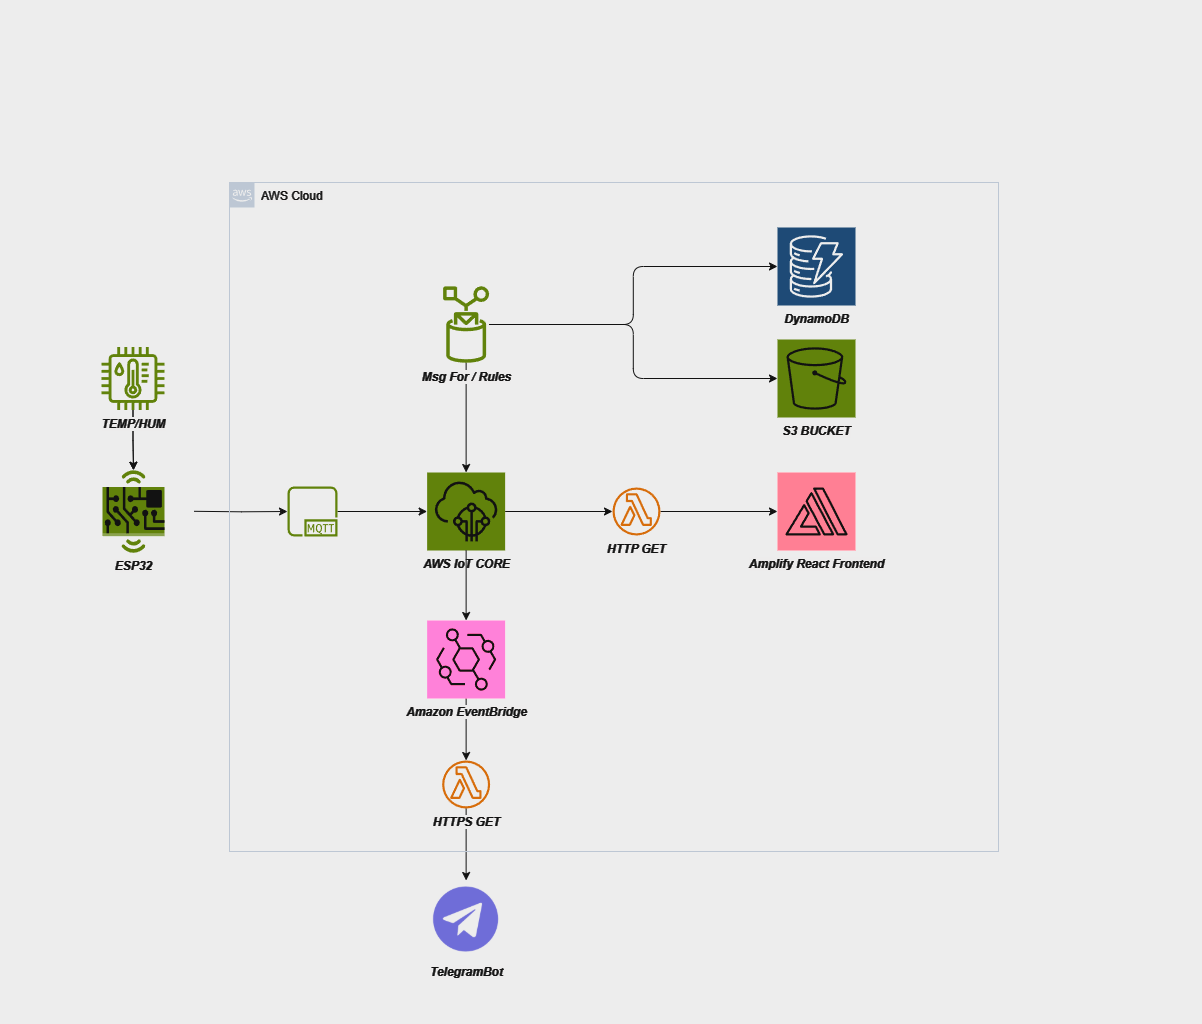 aws
AWS Cloud
DynamoDB
Msg For / Rules
TEMP/HUM
S3 BUCKET
MQTT
HTTP GET
ESP32
AWS IoT CORE
Amplify React Frontend
Amazon EventBridge
HTTPS GET
TelegramBot